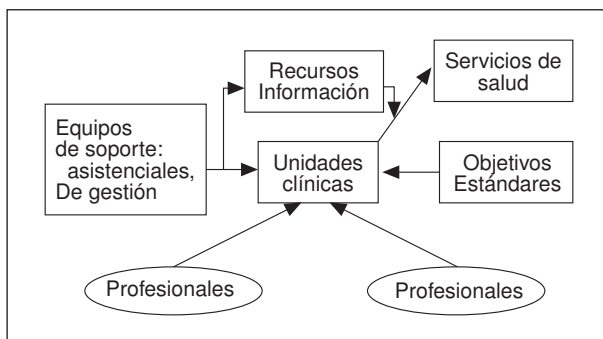 Recursos
Información
Servicios de
salud
Equipos
de soporte:
asistenciales,
De gestión
Unidades
clínicas
Objetivos
Estándares
Profesionales
Profesionales